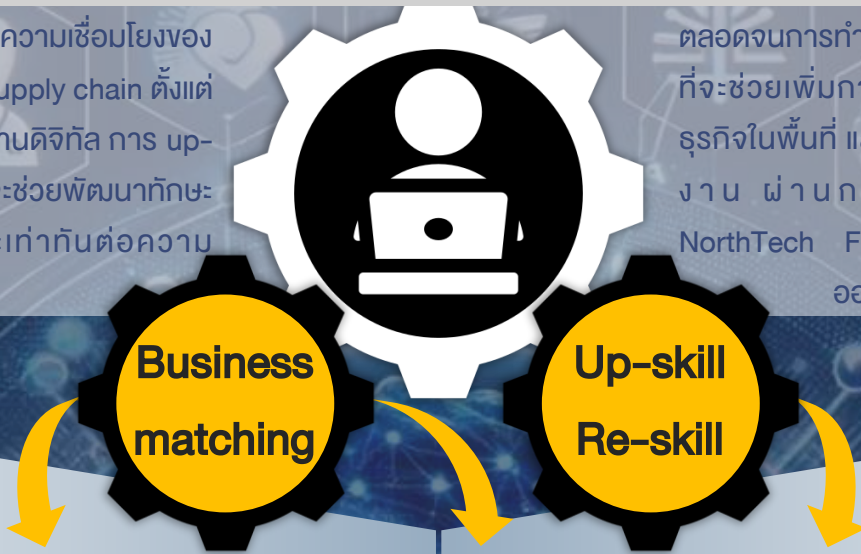 ความเชื่อมโยงของ
supply chain ตั้งแต่
านดิจิทัล การ up-
ะช่วยพัฒนาทักษะ
ะเท่าทันต่อความ
ตลอดจนการทำ
ที่จะช่วยเพิ่มกา
ธุรกิจในพื้นที่ แ
งาน ผ่านก
NorthTech F
ออ
Business
matching
Up-skill
Re-skill